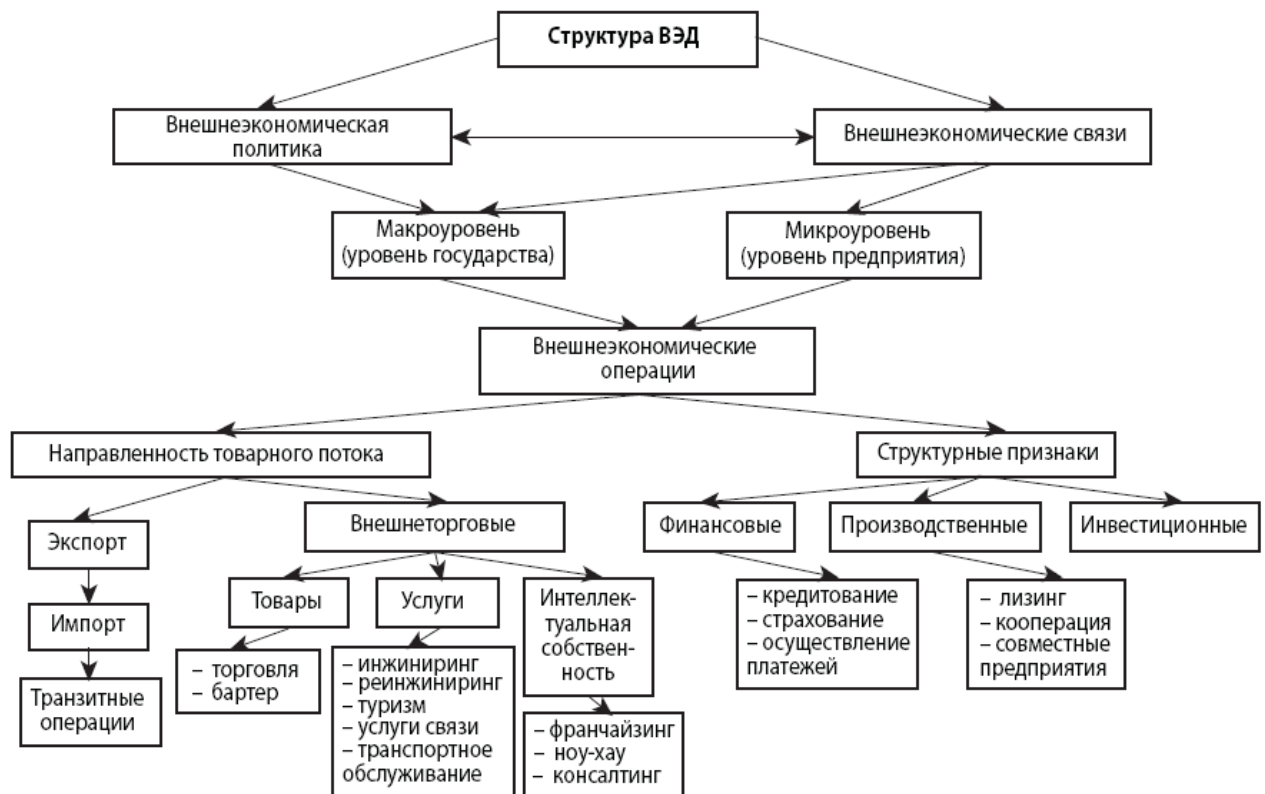 Структура ВЭД
Внешнеэкономическая
политика
Внешнеэкономические связи
Макроуровень
(уровень государства)
Микроуровень
(уровень предприятия)
Внешнеэкономические
операции
Направленность товарного потока
Структурные признаки
Экспорт
Импорт
Транзитные
операции
Внешнеторговые
Товары
– торговля
– бартер
Услуги
– инжиниринг
– реинжиниринг
– туризм
– услуги связи
– транспортное
обслуживание
Интеллек-
туальная
собствен-
ность
– франчайзинг
– ноу-хау
– консалтинг
Финансовые
– кредитование
– страхование
– осуществление
платежей
Производственные
– лизинг
– кооперация
– совместные
предприятия
Инвестиционные